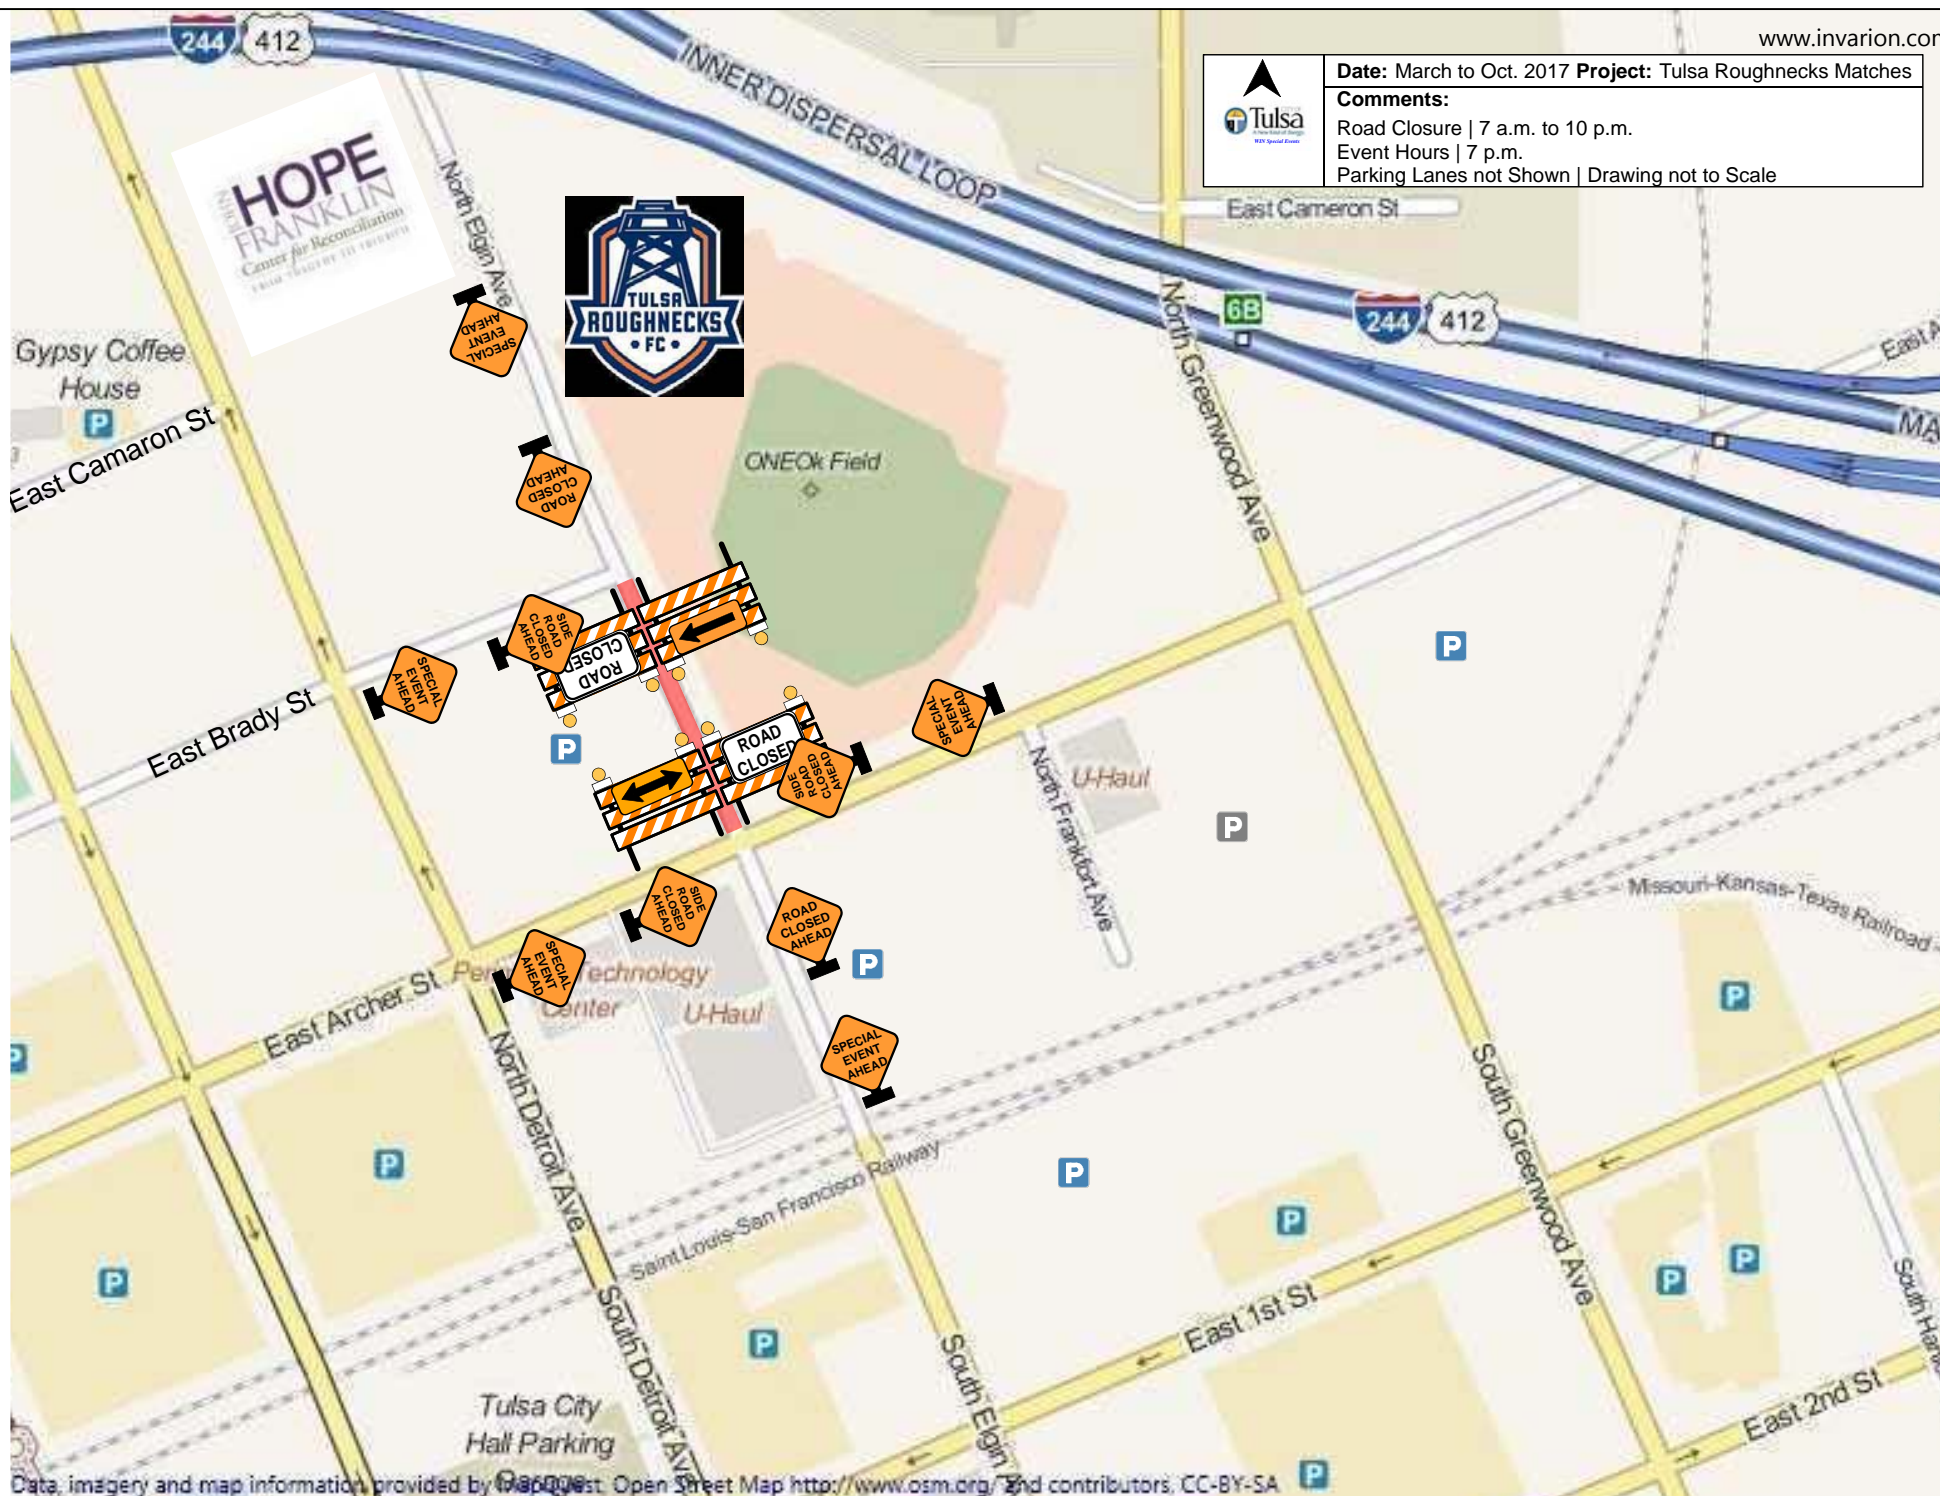 www.invarion.com
244
412
INNER DISPERSAL LOOP
Date: March to Oct. 2017 Project: Tulsa Roughnecks Matches
Comments:
Road Closure | 7 a.m. to 10 p.m.
Event Hours | 7 p.m.
Parking Lanes not Shown | Drawing not to Scale
Tulsa
WIN Special Events
HOPE
FRANKLIN
Center for Reconciliation
FROM TRAGEDY TO TRIUMPH
North Elgin Ave
TULSA
ROUGHNECKS
• FC •
East Cameron St
6B
244
412
North Greenwood Ave
SPECIAL
EVENT
AHEAD
Gypsy Coffee
House
P
East Camaron St
ROAD
CLOSED
AHEAD
ONEOk Field
SIDE
ROAD
CLOSED
AHEAD
ROAD
CLOSED
SPECIAL
EVENT
AHEAD
P
East Brady St
P
ROAD
CLOSED
SIDE
ROAD
CLOSED
AHEAD
SPECIAL
EVENT
AHEAD
North Frankfort Ave
U-Haul
P
SIDE
ROAD
CLOSED
AHEAD
ROAD
CLOSED
AHEAD
P
Missouri-Kansas-Texas Railroad
SPECIAL
EVENT
AHEAD
Technology
Center
U-Haul
East Archer St
P
P
SPECIAL
EVENT
AHEAD
North Detroit Ave
South Greenwood Ave
P
P
Saint Louis-San Francisco Railway
P
P
P
P
East 1st St
P
South Detroit Ave
South Elgin
East 2nd St
Tulsa City
Hall Parking
P
Data, imagery and map information provided by MapQuest, Open Street Map http://www.osm.org/ and contributors, CC-BY-SA